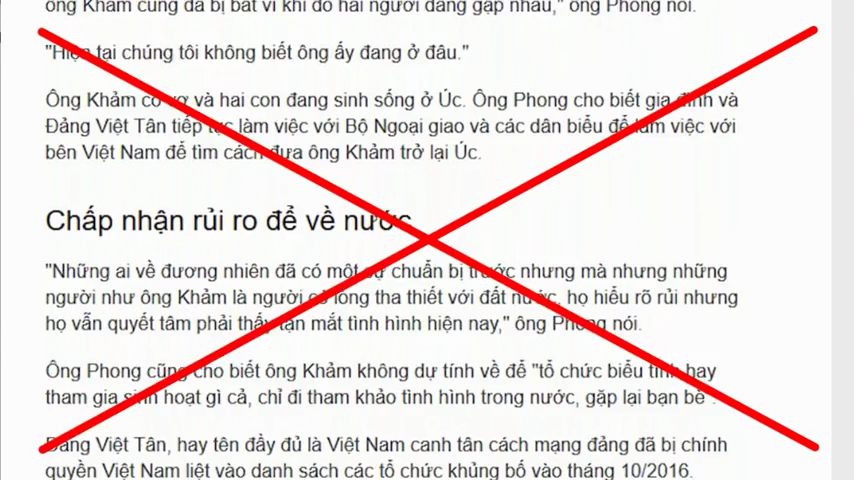 ông Khảm cũng đã bị bắt vì khi đó hai người đang gặp nhau," ông Phong nói.
"Hiện tại chúng tôi không biết ông ấy đang ở đâu."
Ông Khảm có vợ và hai con đang sinh sống ở Úc. Ông Phong cho biết gia đình và
Đảng Việt Tân tiếp tục làm việc với Bộ Ngoại giao và các dân biểu để làm việc với
bên Việt Nam để tìm cách đưa ông Khảm trở lại Úc.
Chấp nhận rủi ro để về nước
"Những ai về đương nhiên đã có một sự chuẩn bị trước nhưng mà nhưng những
người như ông Khảm là người có lòng tha thiết với đất nước, họ hiểu rõ rủi nhưng
họ vẫn quyết tâm phải thấy tận mắt tình hình hiện nay," ông Phong nói.
Ông Phong cũng cho biết ông Khảm không dự tính về để "tổ chức biểu tình hay
tham gia sinh hoạt gì cả, chỉ đi tham khảo tình hình trong nước, gặp lại bạn bè".
Đảng Việt Tân, hay tên đầy đủ là Việt Nam canh tân cách mạng đảng đã bị chính
quyền Việt Nam liệt vào danh sách các tổ chức khủng bố vào tháng 10/2016.